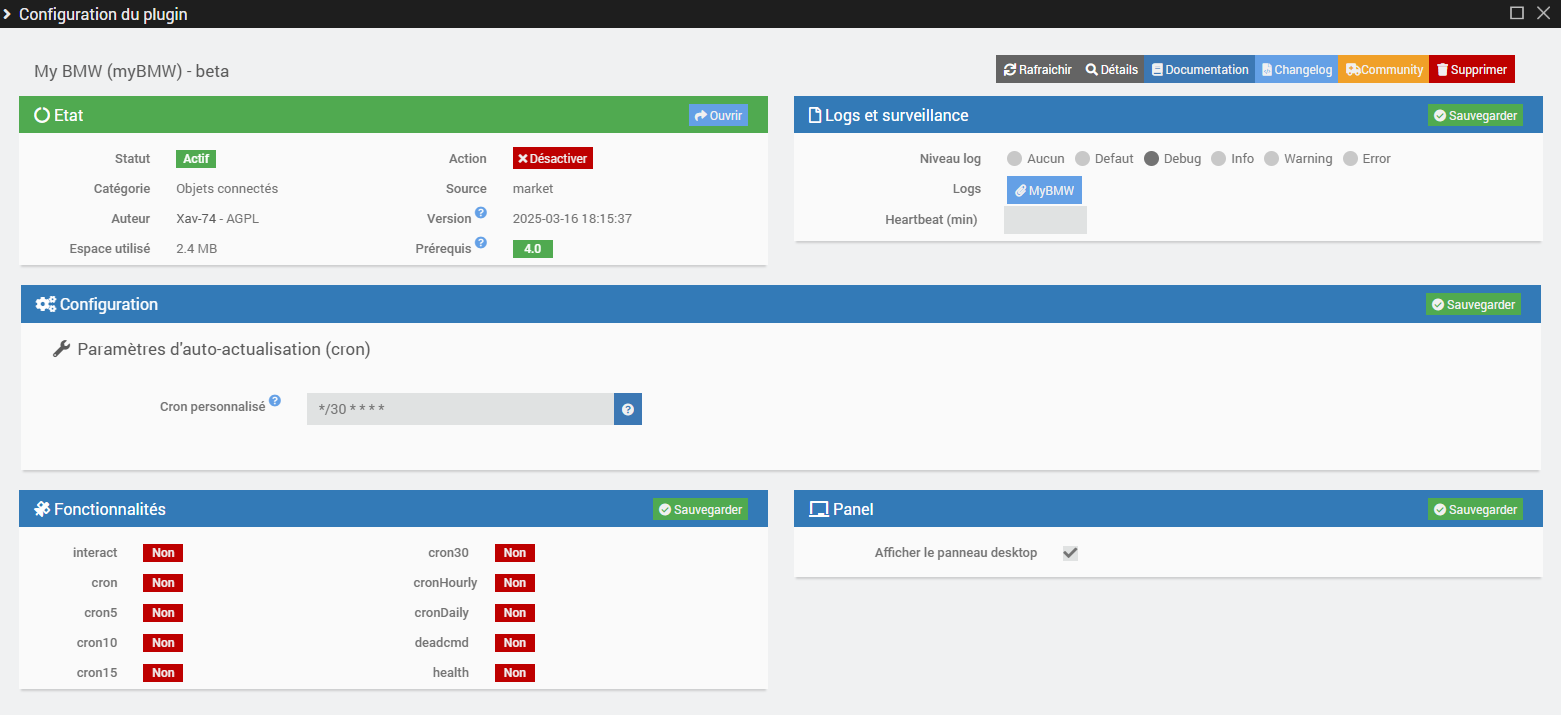 Configuration du plugin
My BMW (myBMW) - beta
Rafraichir Détails Documentation Changelog Community Supprimer
Etat Ouvrir
Statut Actif Action Désactiver
Catégorie Objets connectés Source market
Auteur Xav-74 - AGPL Version 2025-03-16 18:15:37
Espace utilisé 2.4 MB Prérequis 4.0
Logs et surveillance Sauvegarder
Niveau log Aucun Defaut Debug Info Warning Error
Logs MyBMW
Heartbeat (min)
Configuration Sauvegarder
Paramètres d'auto-actualisation (cron)
Cron personnalisé */30 * * * *
Fonctionnalités Sauvegarder
interact Non cron30 Non
cron Non cronHourly Non
cron5 Non cronDaily Non
cron10 Non deadcmd Non
cron15 Non health Non
Panel Sauvegarder
Afficher le panneau desktop